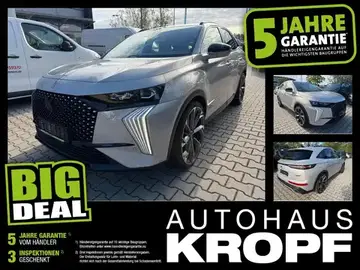 5 JAHRE
GARANTIE
HÄNDLEREIGENGARANTIE AUF
DIE WICHTIGSTEN BAUGRUPPEN
BIG
DEAL
5 JAHRE GARANTIE
VOM HÄNDLER
3 INSPEKTIONEN
GESCHENKT
AUTOHAUS
KROPF